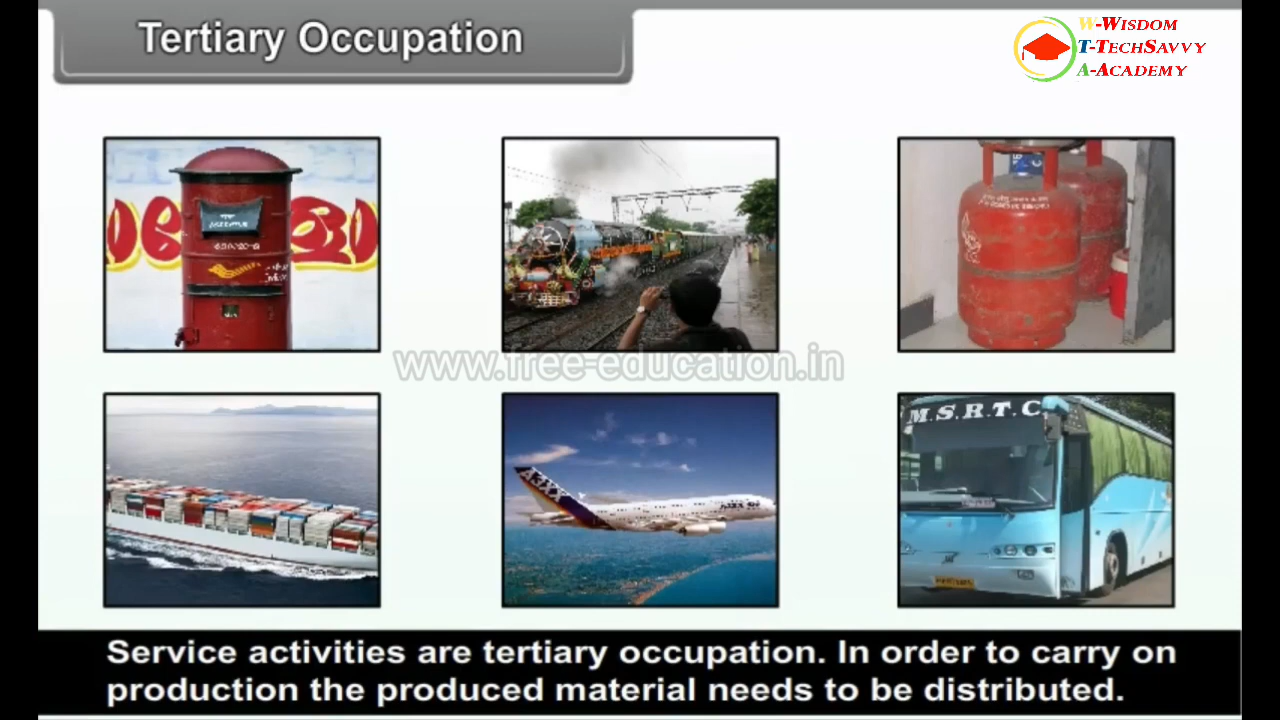 Tertiary Occupation
W-WISDOM
T-TECHSAVVY
A-ACADEMY
www.free-education.in
M.S.R.T.C
Service activities are tertiary occupation. In order to carry on
production the produced material needs to be distributed.